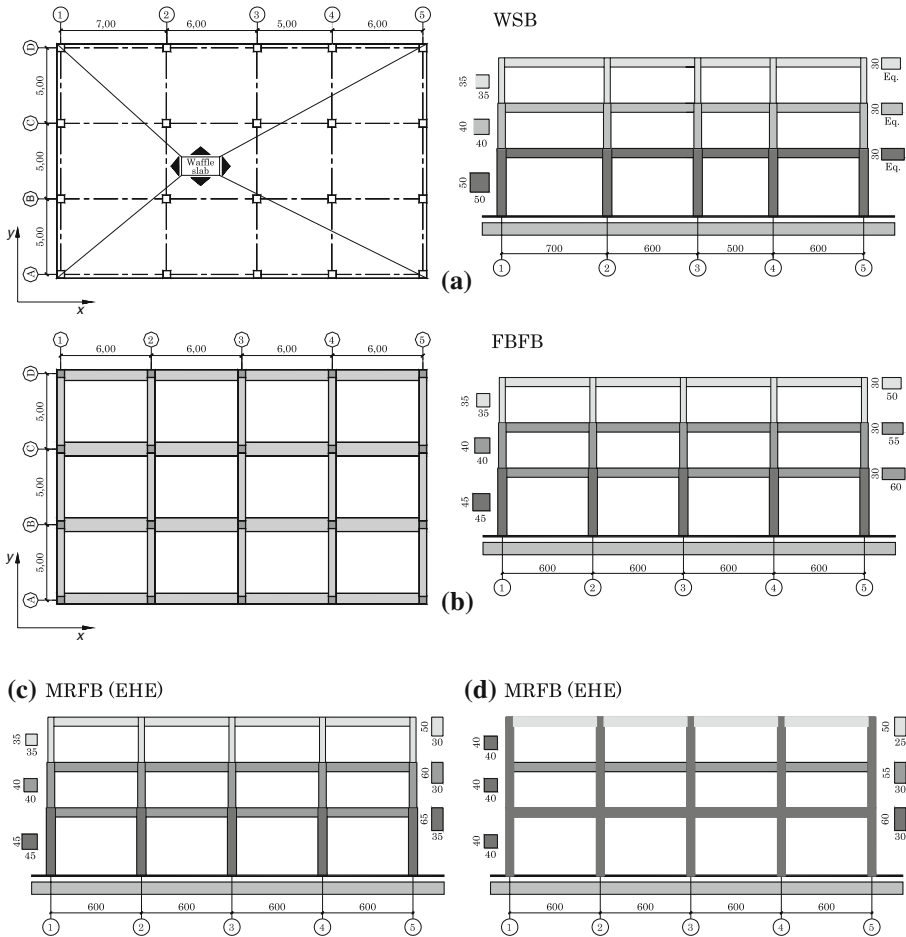 1 2 3 4 5
7,00 6,00 5,00 6,00
D
5,00
C
5,00
B
5,00
A
Waffle
slab
y
x
(a)
WSB
35
35
40
40
50
50
30
Eq.
30
Eq.
30
Eq.
700 600 500 600
1 2 3 4 5
1 2 3 4 5
6,00 6,00 6,00 6,00
D
5,00
C
5,00
B
5,00
A
y
x
(b)
FBFB
35
35
40
40
45
45
30
50
30
55
30
60
600 600 600 600
1 2 3 4 5
(c) MRFB (EHE)
35
35
40
40
45
45
50
30
60
30
65
35
600 600 600 600
1 2 3 4 5
(d) MRFB (EHE)
40
40
40
40
40
40
50
25
55
30
60
30
600 600 600 600
1 2 3 4 5